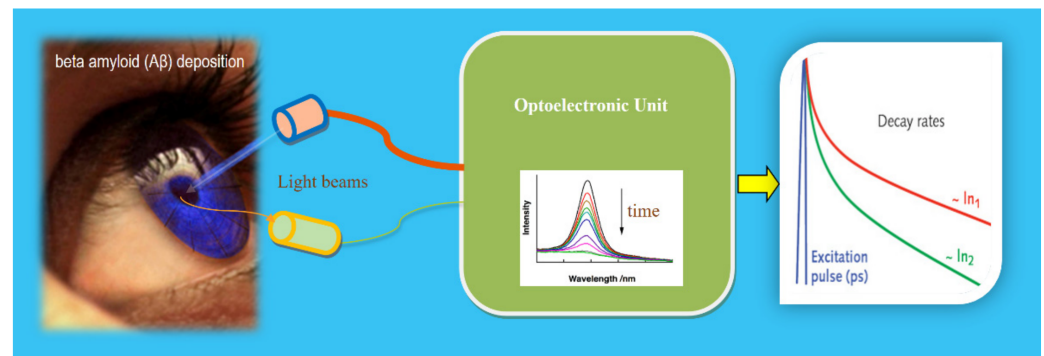 beta amyloid (Aβ) deposition
Light beams
Optoelectronic Unit
Intensity
time
Wavelength /nm
Decay rates
~ In₁
~ In₂
Excitation
pulse (ps)